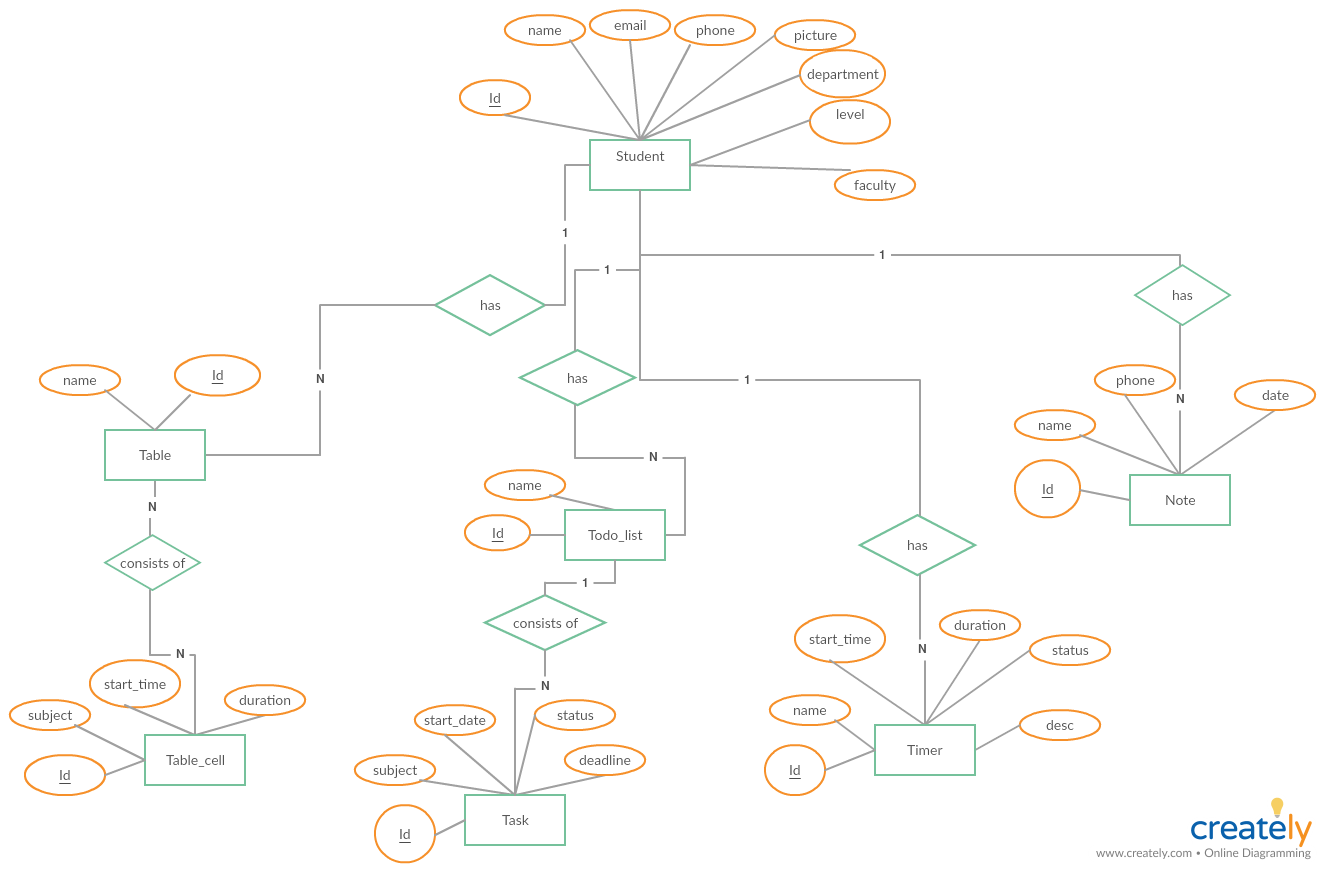 name
email
phone
picture
department
Id
level
Student
faculty
1
1
1
has
has
has
1
N
name
Id
phone
N
date
name
Table
N
Id
Note
name
Id
Todo_list
N
has
consists of
1
consists of
start_time
duration
status
N
N
start_time
N
subject
duration
start_date
status
name
desc
Table_cell
Id
subject
deadline
Timer
Id
Task
Id
creately
www.creately.com • Online Diagramming